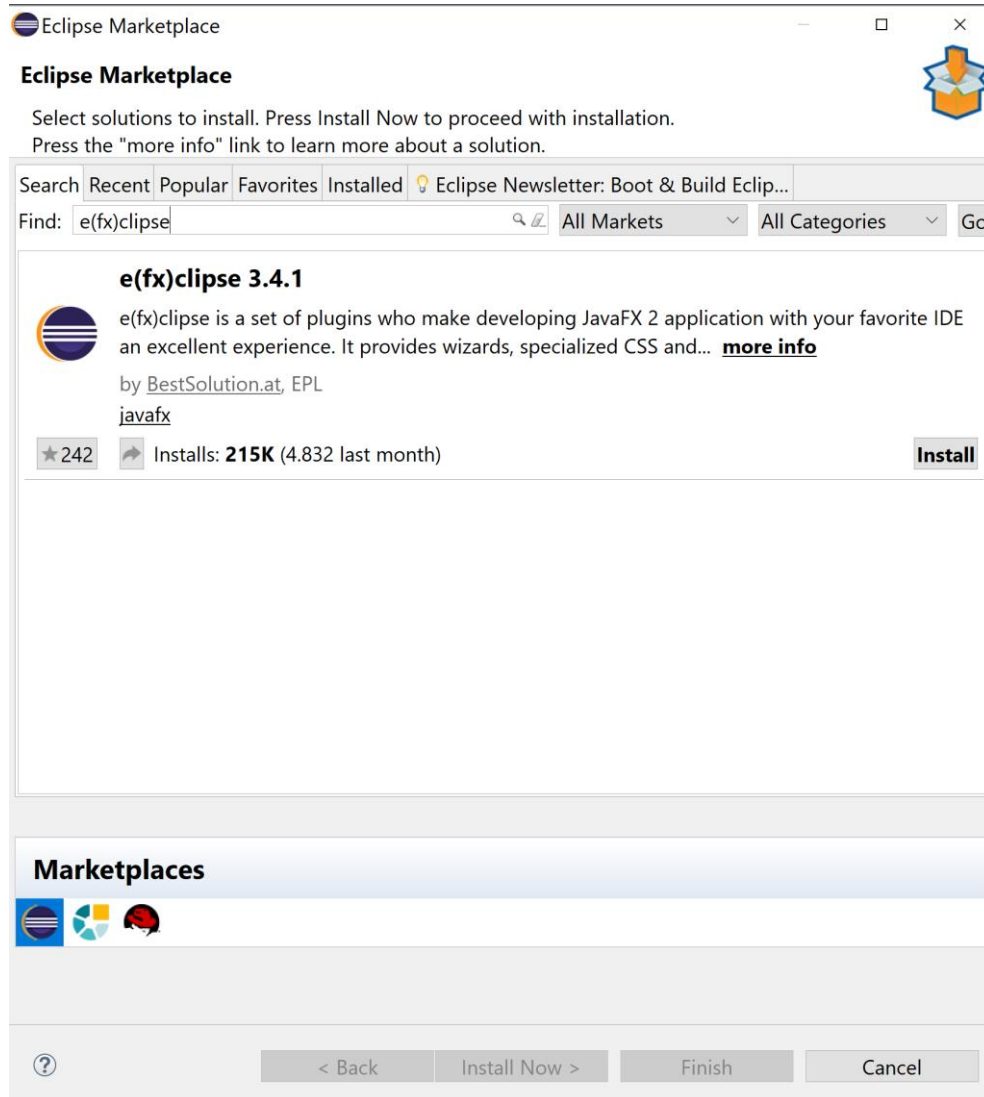 Eclipse Marketplace
Eclipse Marketplace
Select solutions to install. Press Install Now to proceed with installation.
Press the "more info" link to learn more about a solution.
Search Recent Popular Favorites Installed Eclipse Newsletter: Boot & Build Eclip...
Find: e(fx)clipse All Markets All Categories Go
e(fx)clipse 3.4.1
e(fx)clipse is a set of plugins who make developing JavaFX 2 application with your favorite IDE
an excellent experience. It provides wizards, specialized CSS and... more info
by BestSolution.at, EPL
javafx
242 Installs: 215K (4.832 last month) Install
Marketplaces
? < Back Install Now > Finish Cancel